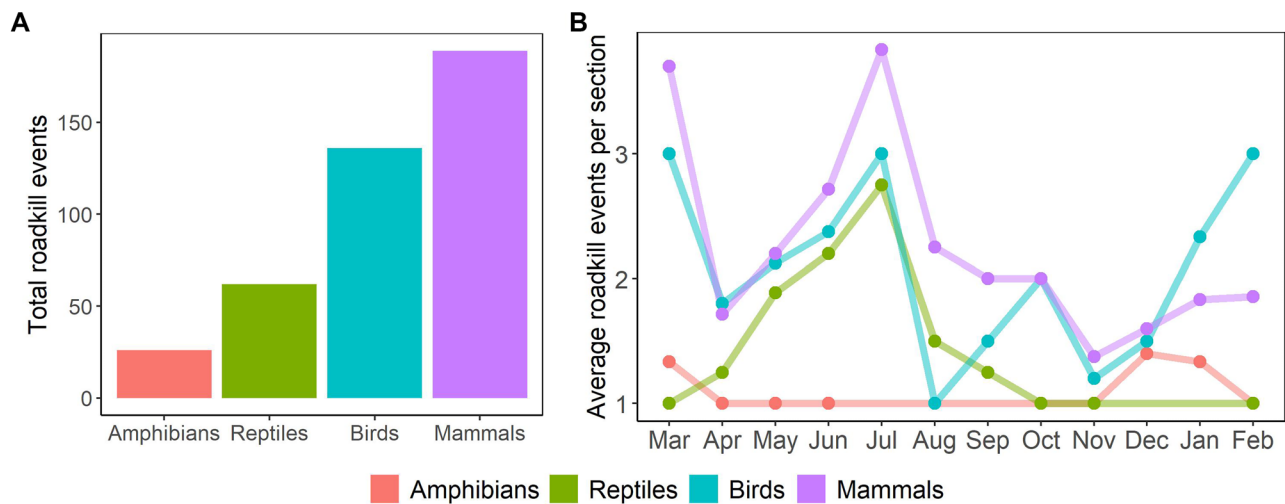 A
Total roadkill events
150
100
50
0
Amphibians Reptiles Birds Mammals
B
Average roadkill events per section
3
2
1
Mar Apr May Jun Jul Aug Sep Oct Nov Dec Jan Feb
Amphibians Reptiles Birds Mammals